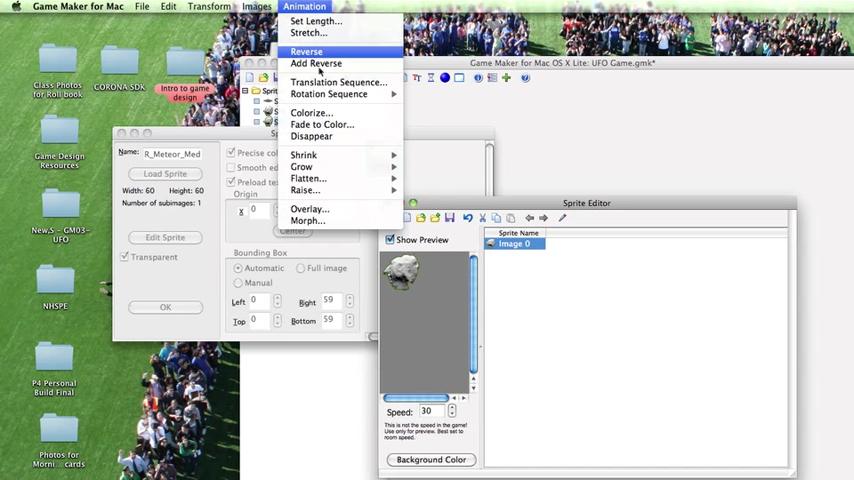 Game Maker for Mac File Edit Transform Images Animation
Set Length...
Stretch...
Reverse
Add Reverse
Translation Sequence...
Rotation Sequence
Colorize...
Fade to Color...
Disappear
Shrink
Grow
Flatten...
Raise...
Overlay...
Morph...
Class Photos
for Roll book
CORONA SDK
Intro to game
design
Game Design
Resources
New,S - GM03-
UFO
NHSPE
P4 Personal
Build Final
Photos for
Morni... cards
Game Maker for Mac OS X Lite: UFO Game.gmk*
Name: R_Meteor_Med
Load Sprite
Width: 60 Height: 60
Number of subimages: 1
Edit Sprite
Transparent
OK
Precise co
Smooth ed
Preload tex
Origin
X 0
Center
Bounding Box
Automatic Full image
Manual
Left 0 Right 59
Top 0 Bottom 59
Sprite Editor
Show Preview
Sprite Name
Image 0
Speed: 30
This is not the speed in the game!
Use only for preview. Best set to
room speed.
Background Color